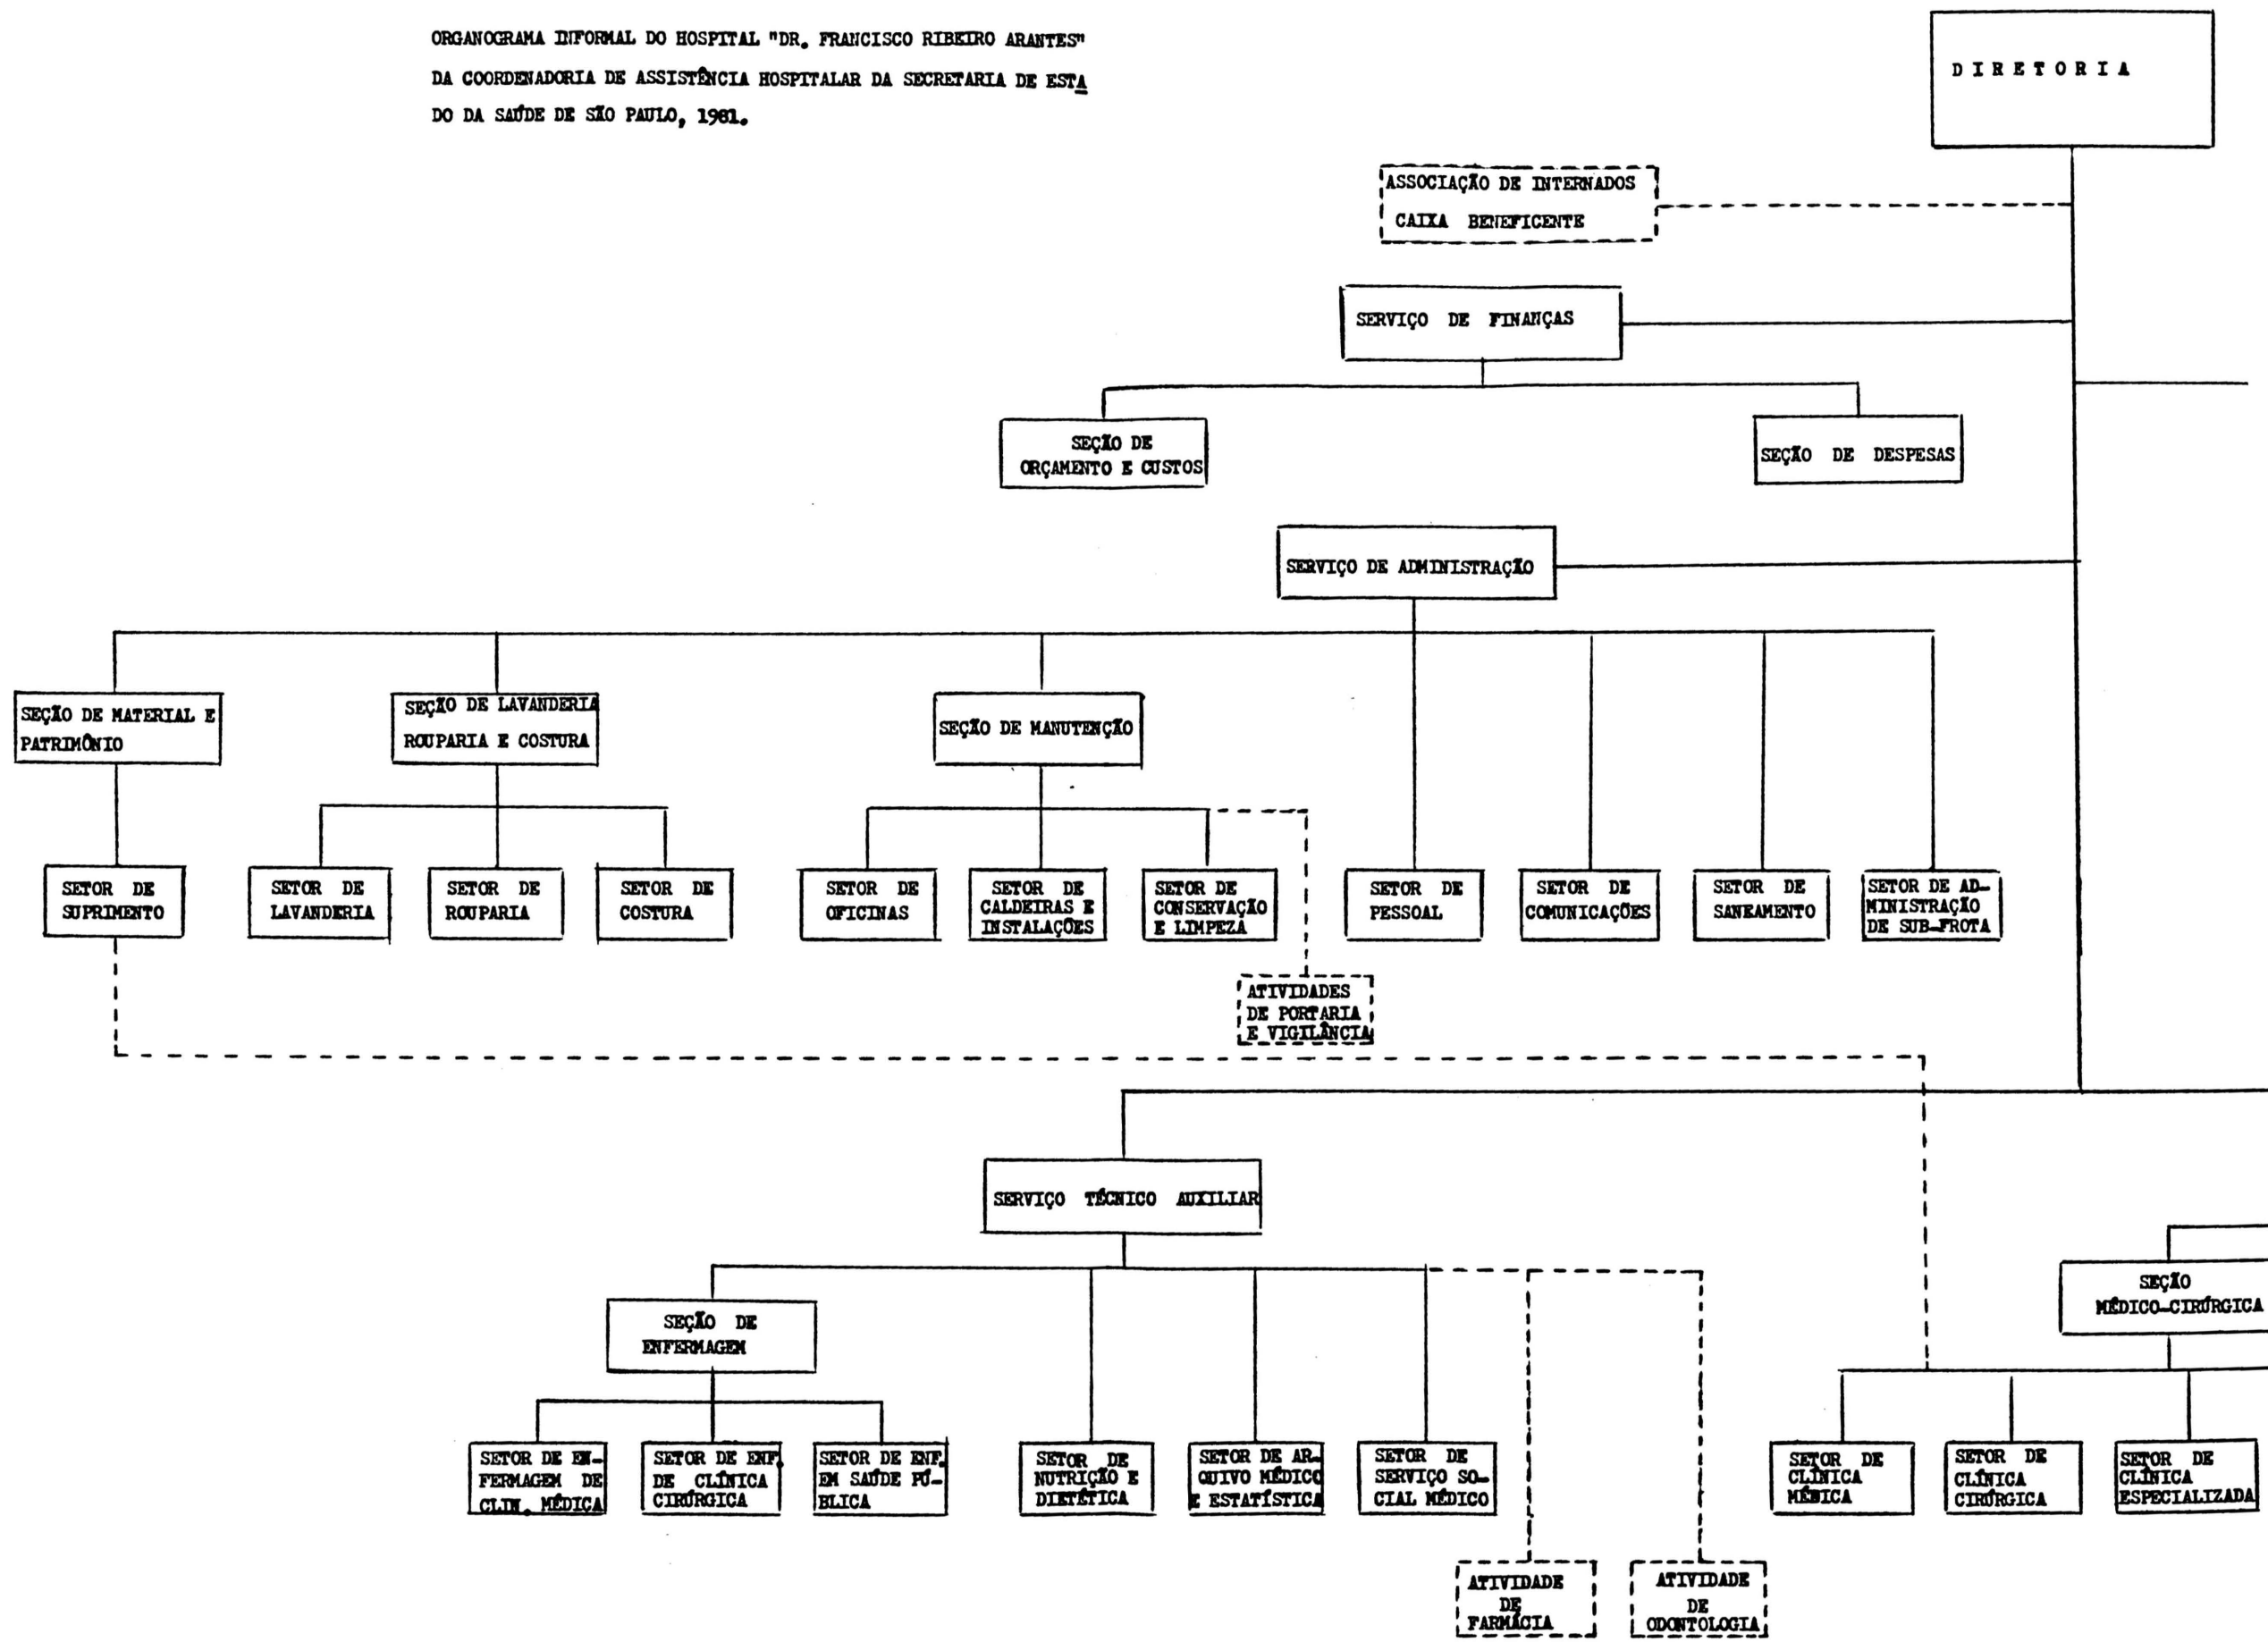 ORGANOGRAMA INFORMAL DO HOSPITAL "DR. FRANCISCO RIBEIRO ARANTES"
DA COORDENADORIA DE ASSISTÊNCIA HOSPITALAR DA SECRETARIA DE ESTA
DO DA SAÚDE DE SÃO PAULO, 1981.
DIRETORIA
ASSOCIAÇÃO DE INTERNADOS
CAIXA BENEFICENTE
SERVIÇO DE FINANÇAS
SEÇÃO DE
ORÇAMENTO E CUSTOS
SEÇÃO DE DESPESAS
SERVIÇO DE ADMINISTRAÇÃO
SEÇÃO DE MATERIAL E
PATRIMÔNIO
SEÇÃO DE LAVANDERIA
ROUPARIA E COSTURA
SEÇÃO DE MANUTENÇÃO
SETOR DE
SUPRIMENTO
SETOR DE
LAVANDERIA
SETOR DE
ROUPARIA
SETOR DE
COSTURA
SETOR DE
OFICINAS
SETOR DE
CALDEIRAS E
INSTALAÇÕES
SETOR DE
CONSERVAÇÃO
E LIMPEZA
SETOR DE
PESSOAL
SETOR DE
COMUNICAÇÕES
SETOR DE
SANEAMENTO
SETOR DE AD-
MINISTRAÇÃO
DE SUB-FROTA
ATIVIDADES
DE PORTARIA
E VIGILÂNCIA
SERVIÇO TÉCNICO AUXILIAR
SEÇÃO
MÉDICO-CIRÚRGICA
SEÇÃO DE
ENFERMAGEM
SETOR DE EN-
FERMAGEM DE
CLIN. MÉDICA
SETOR DE ENF.
DE CLÍNICA
CIRÚRGICA
SETOR DE ENF.
EM SAÚDE PÚ-
BLICA
SETOR DE
NUTRIÇÃO E
DIETÉTICA
SETOR DE AR-
QUIVO MÉDICO
E ESTATÍSTICA
SETOR DE
SERVIÇO SO-
CIAL MÉDICO
SETOR DE
CLÍNICA
MÉDICA
SETOR DE
CLÍNICA
CIRÚRGICA
SETOR DE
CLÍNICA
ESPECIALIZADA
ATIVIDADE
DE
FARMÁCIA
ATIVIDADE
DE
ODONTOLOGIA